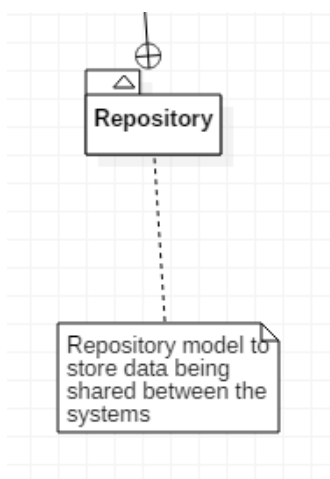 Repository
Repository model to
store data being
shared between the
systems